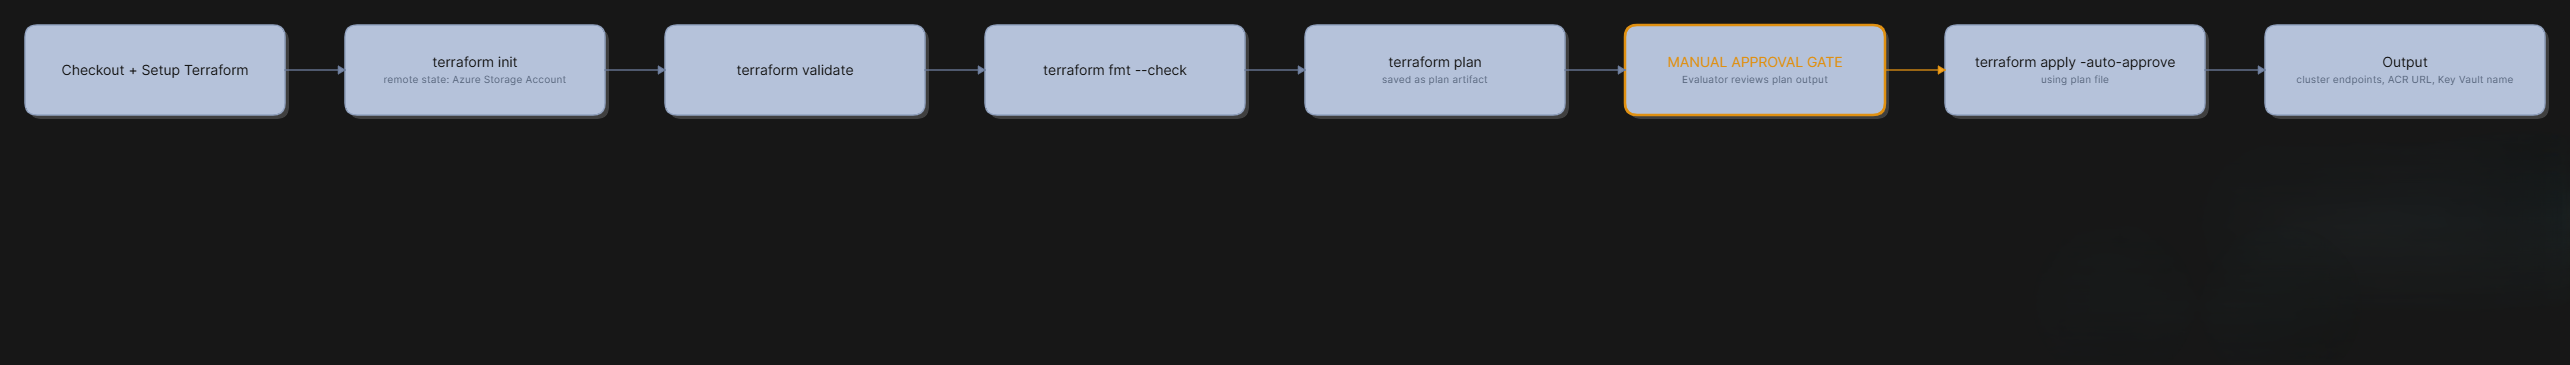 Checkout + Setup Terraform
terraform init
remote state: Azure Storage Account
terraform validate
terraform fmt --check
terraform plan
saved as plan artifact
MANUAL APPROVAL GATE
Evaluator reviews plan output
terraform apply -auto-approve
using plan file
Output
cluster endpoints, ACR URL, Key Vault name